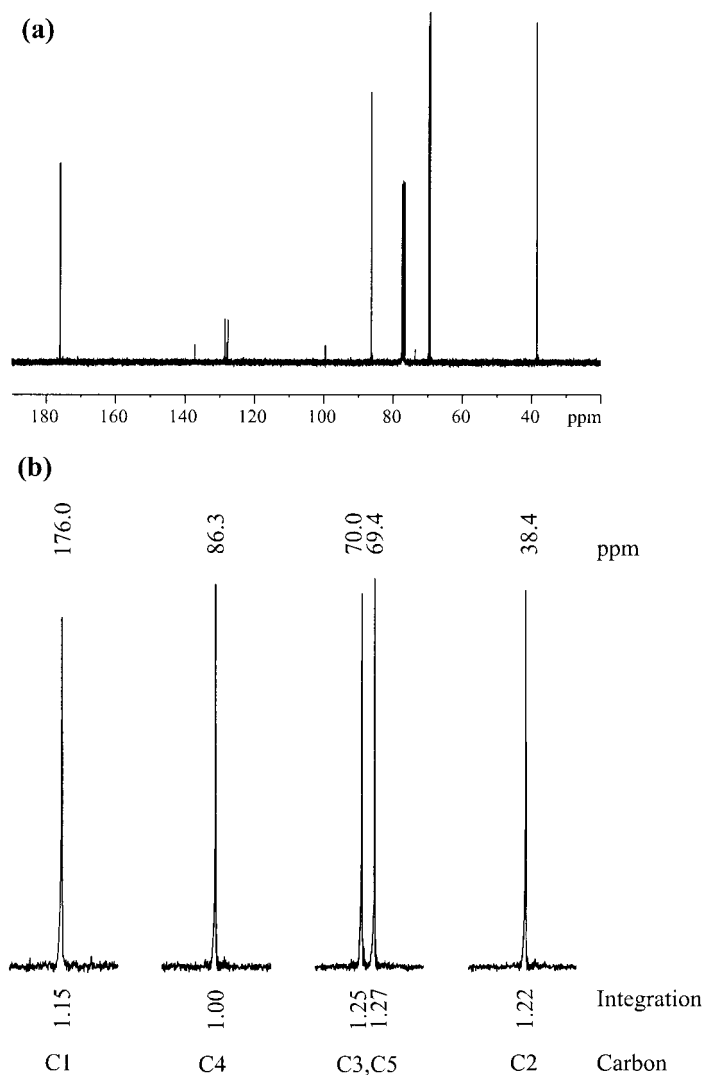 (a)
180 160 140 120 100 80 60 40 ppm
(b)
176.0 86.3 70.0 69.4 38.4 ppm
1.15 1.00 1.25 1.27 1.22 Integration
C1 C4 C3,C5 C2 Carbon